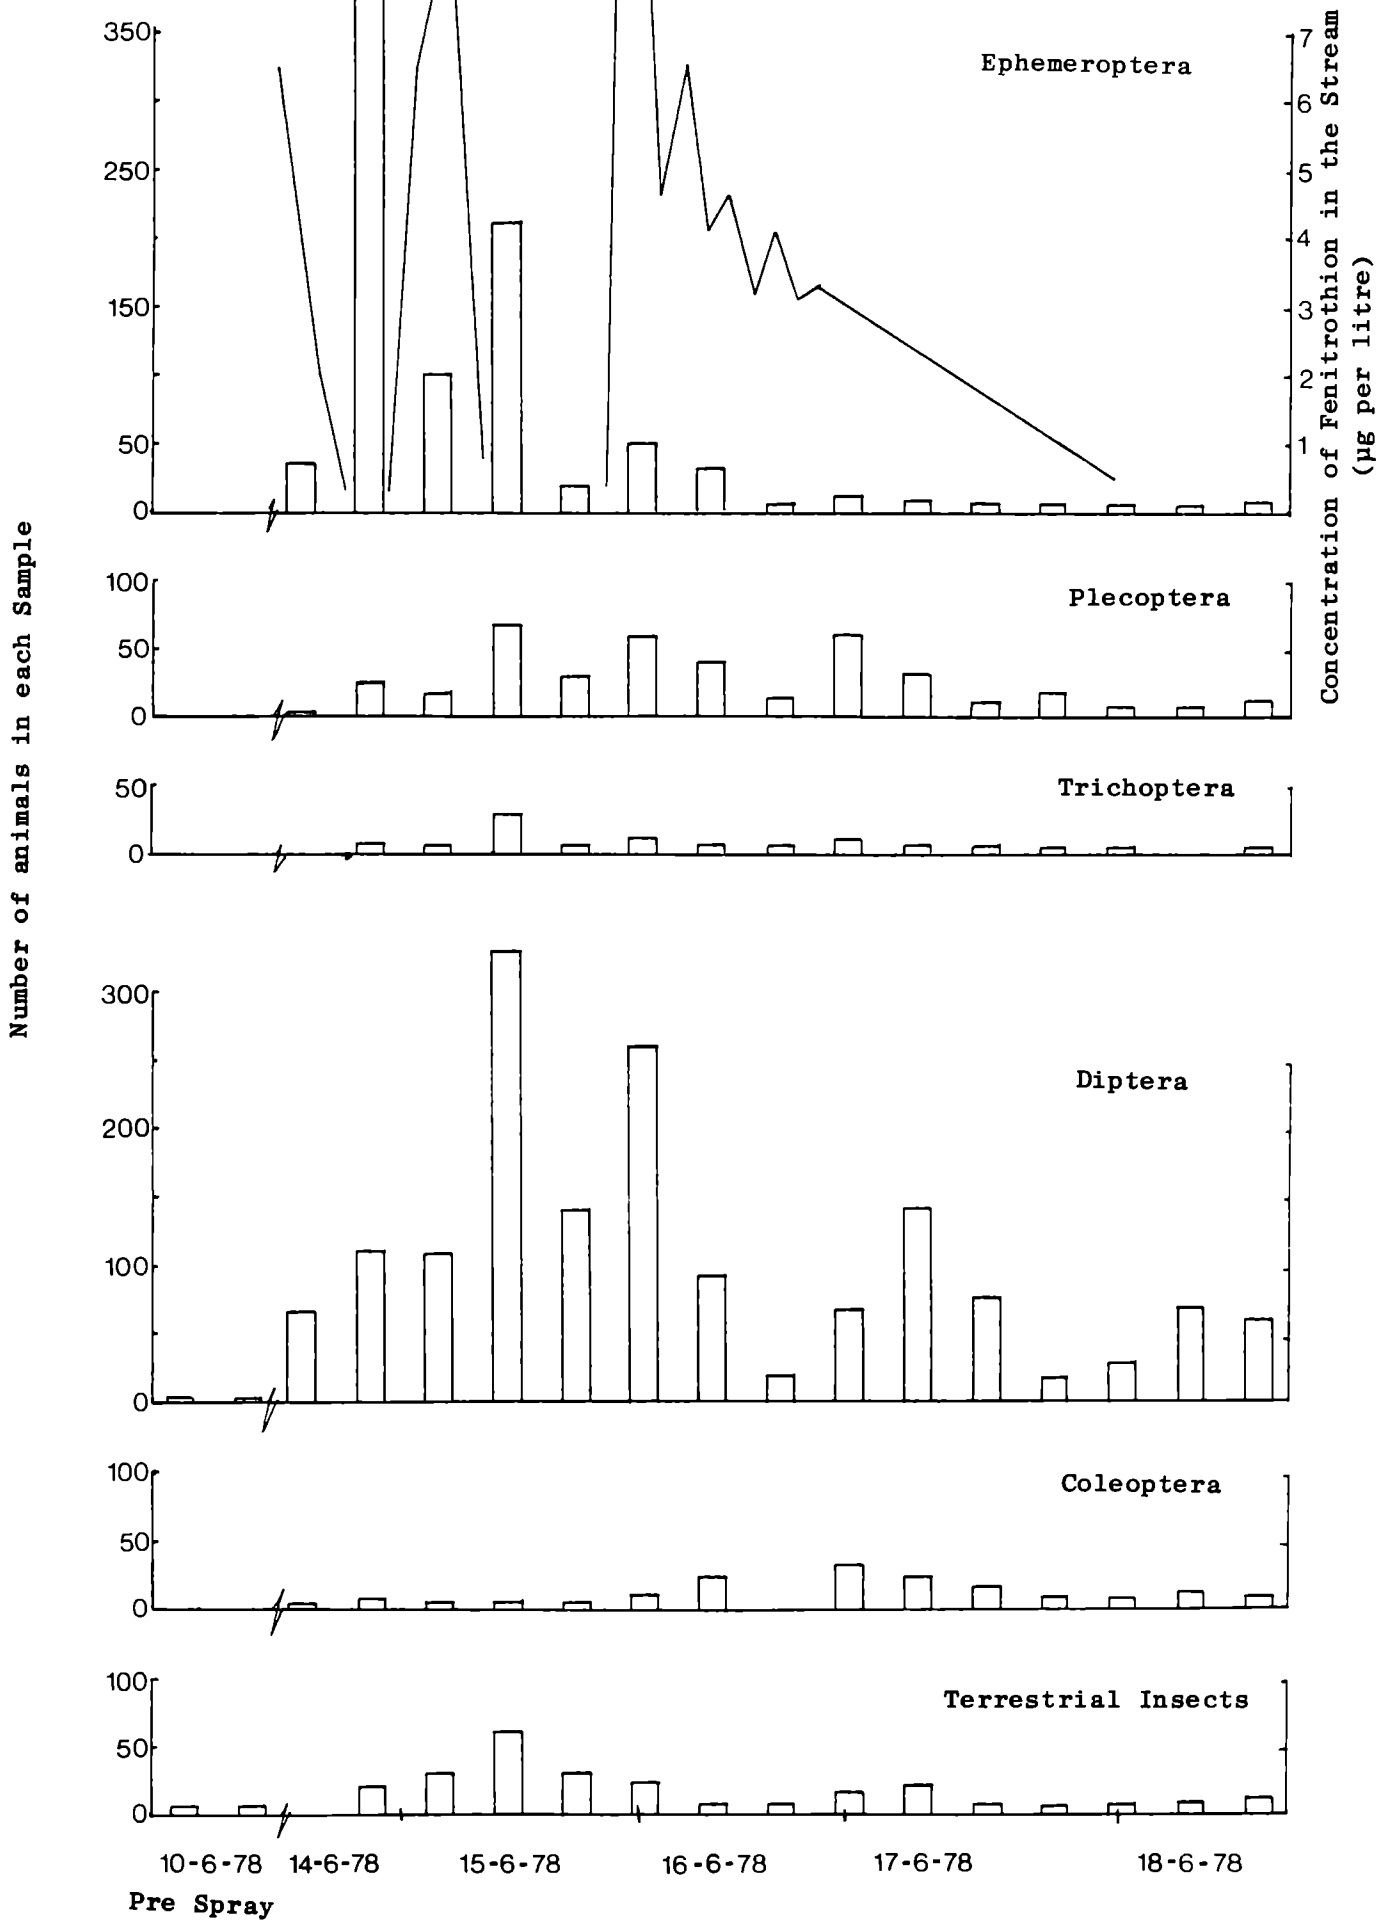 350
250
150
50
0
Ephemeroptera
7
6
5
4
3
2
1
Concentration of Fenitrothion in the Stream
(µg per litre)
Number of animals in each Sample
100
50
0
Plecoptera
50
0
Trichoptera
300
200
100
0
Diptera
100
50
0
Coleoptera
100
50
0
Terrestrial Insects
10-6-78 14-6-78 15-6-78 16-6-78 17-6-78 18-6-78
Pre Spray